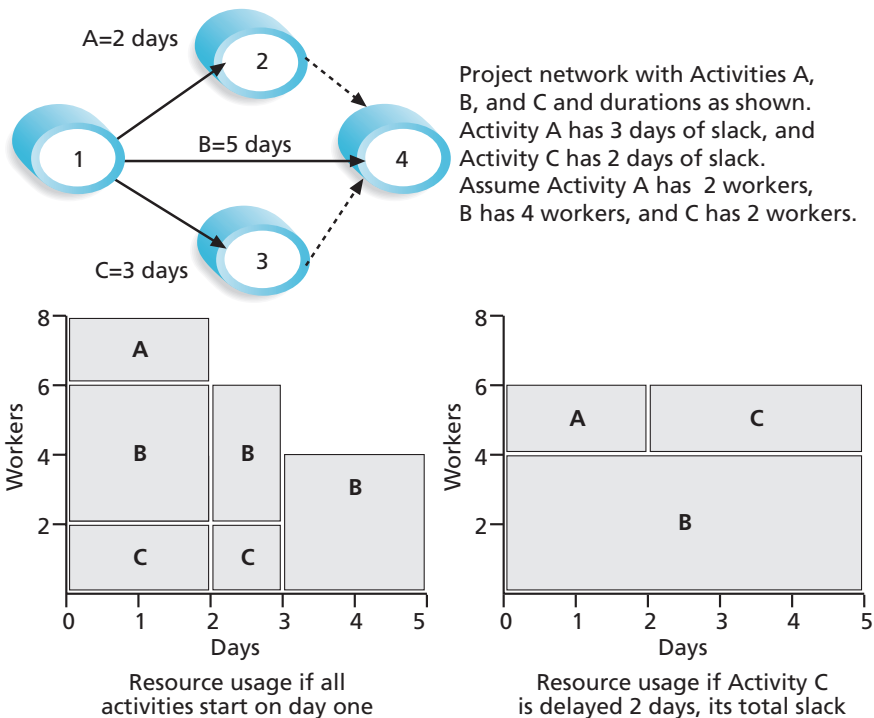 A=2 days
2
Project network with Activities A,
B, and C and durations as shown.
Activity A has 3 days of slack, and
Activity C has 2 days of slack.
Assume Activity A has 2 workers,
B has 4 workers, and C has 2 workers.
1
B=5 days
4
C=3 days
3
8
6
4
2
Workers
A
B
B
B
C
C
0 1 2 3 4 5
Days
Resource usage if all
activities start on day one
8
6
4
2
Workers
A
C
B
0 1 2 3 4 5
Days
Resource usage if Activity C
is delayed 2 days, its total slack